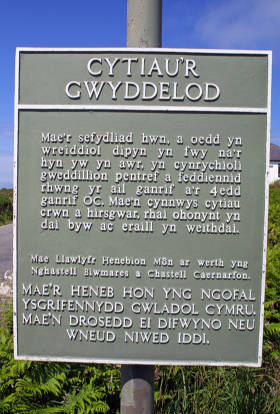 CYTIAU'R
GWYDDELOD
Mae'r sefydliad hwn, a oedd yn
wreiddiol dipyn yn fwy na'r
hyn yw yn awr, yn cynrychioli
gweddillion pentref a feddiennid
rhwng yr ail ganrif a'r 4edd
ganrif OC. Mae'n cynnwys cytiau
crwn a hirsgwar, rhai ohonynt yn
dai byw ac eraill yn weithdai.
Mae Llawlyfr Henebion Môn ar werth yng
Nghastell Biwmares a Chastell Caernarfon.
MAE'R HENEB HON YNG NGOFAL
YSGRIFENNYDD GWLADOL CYMRU.
MAE'N DROSEDD EI DIFWYNO NEU
WNEUD NIWED IDDI.